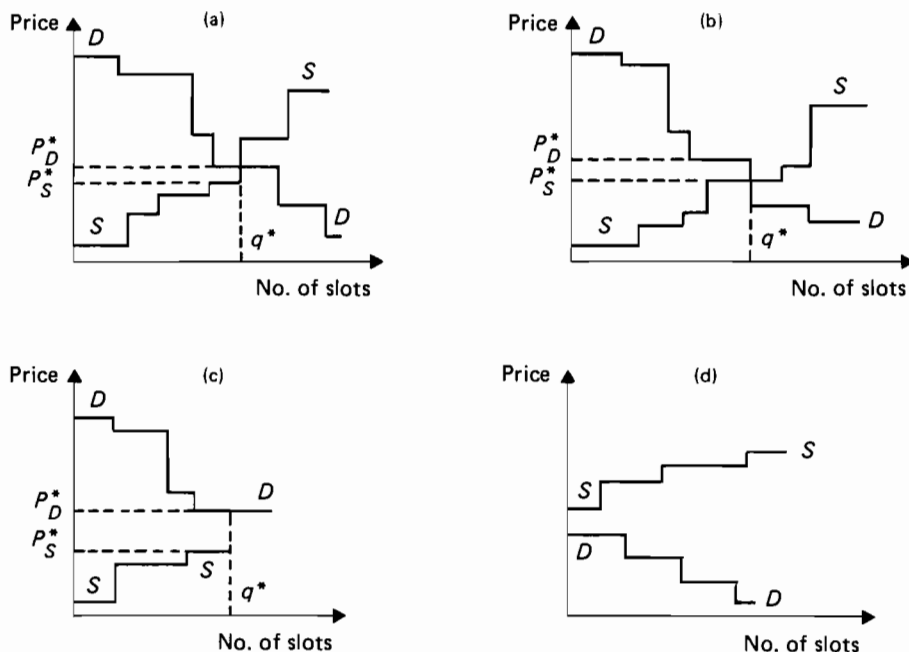 Price
(a)
D
S
P*D
P*S
S
D
q*
No. of slots
Price
(b)
D
S
P*D
P*S
S
q*
D
No. of slots
Price
(c)
D
P*D
D
P*S
S
S
q*
No. of slots
Price
(d)
S
S
D
D
No. of slots